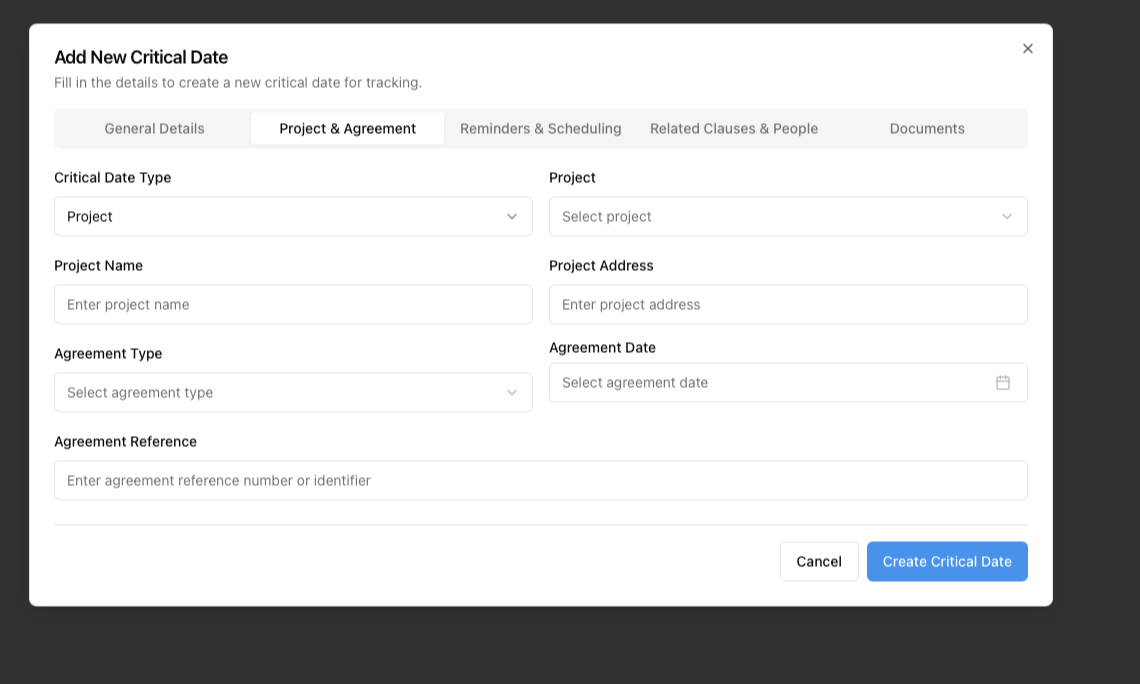 Add New Critical Date
Fill in the details to create a new critical date for tracking.
General Details Project & Agreement Reminders & Scheduling Related Clauses & People Documents
Critical Date Type Project
Project Select project
Project Name Project Address
Enter project name Enter project address
Agreement Type Agreement Date
Select agreement type Select agreement date
Agreement Reference
Enter agreement reference number or identifier
Cancel Create Critical Date